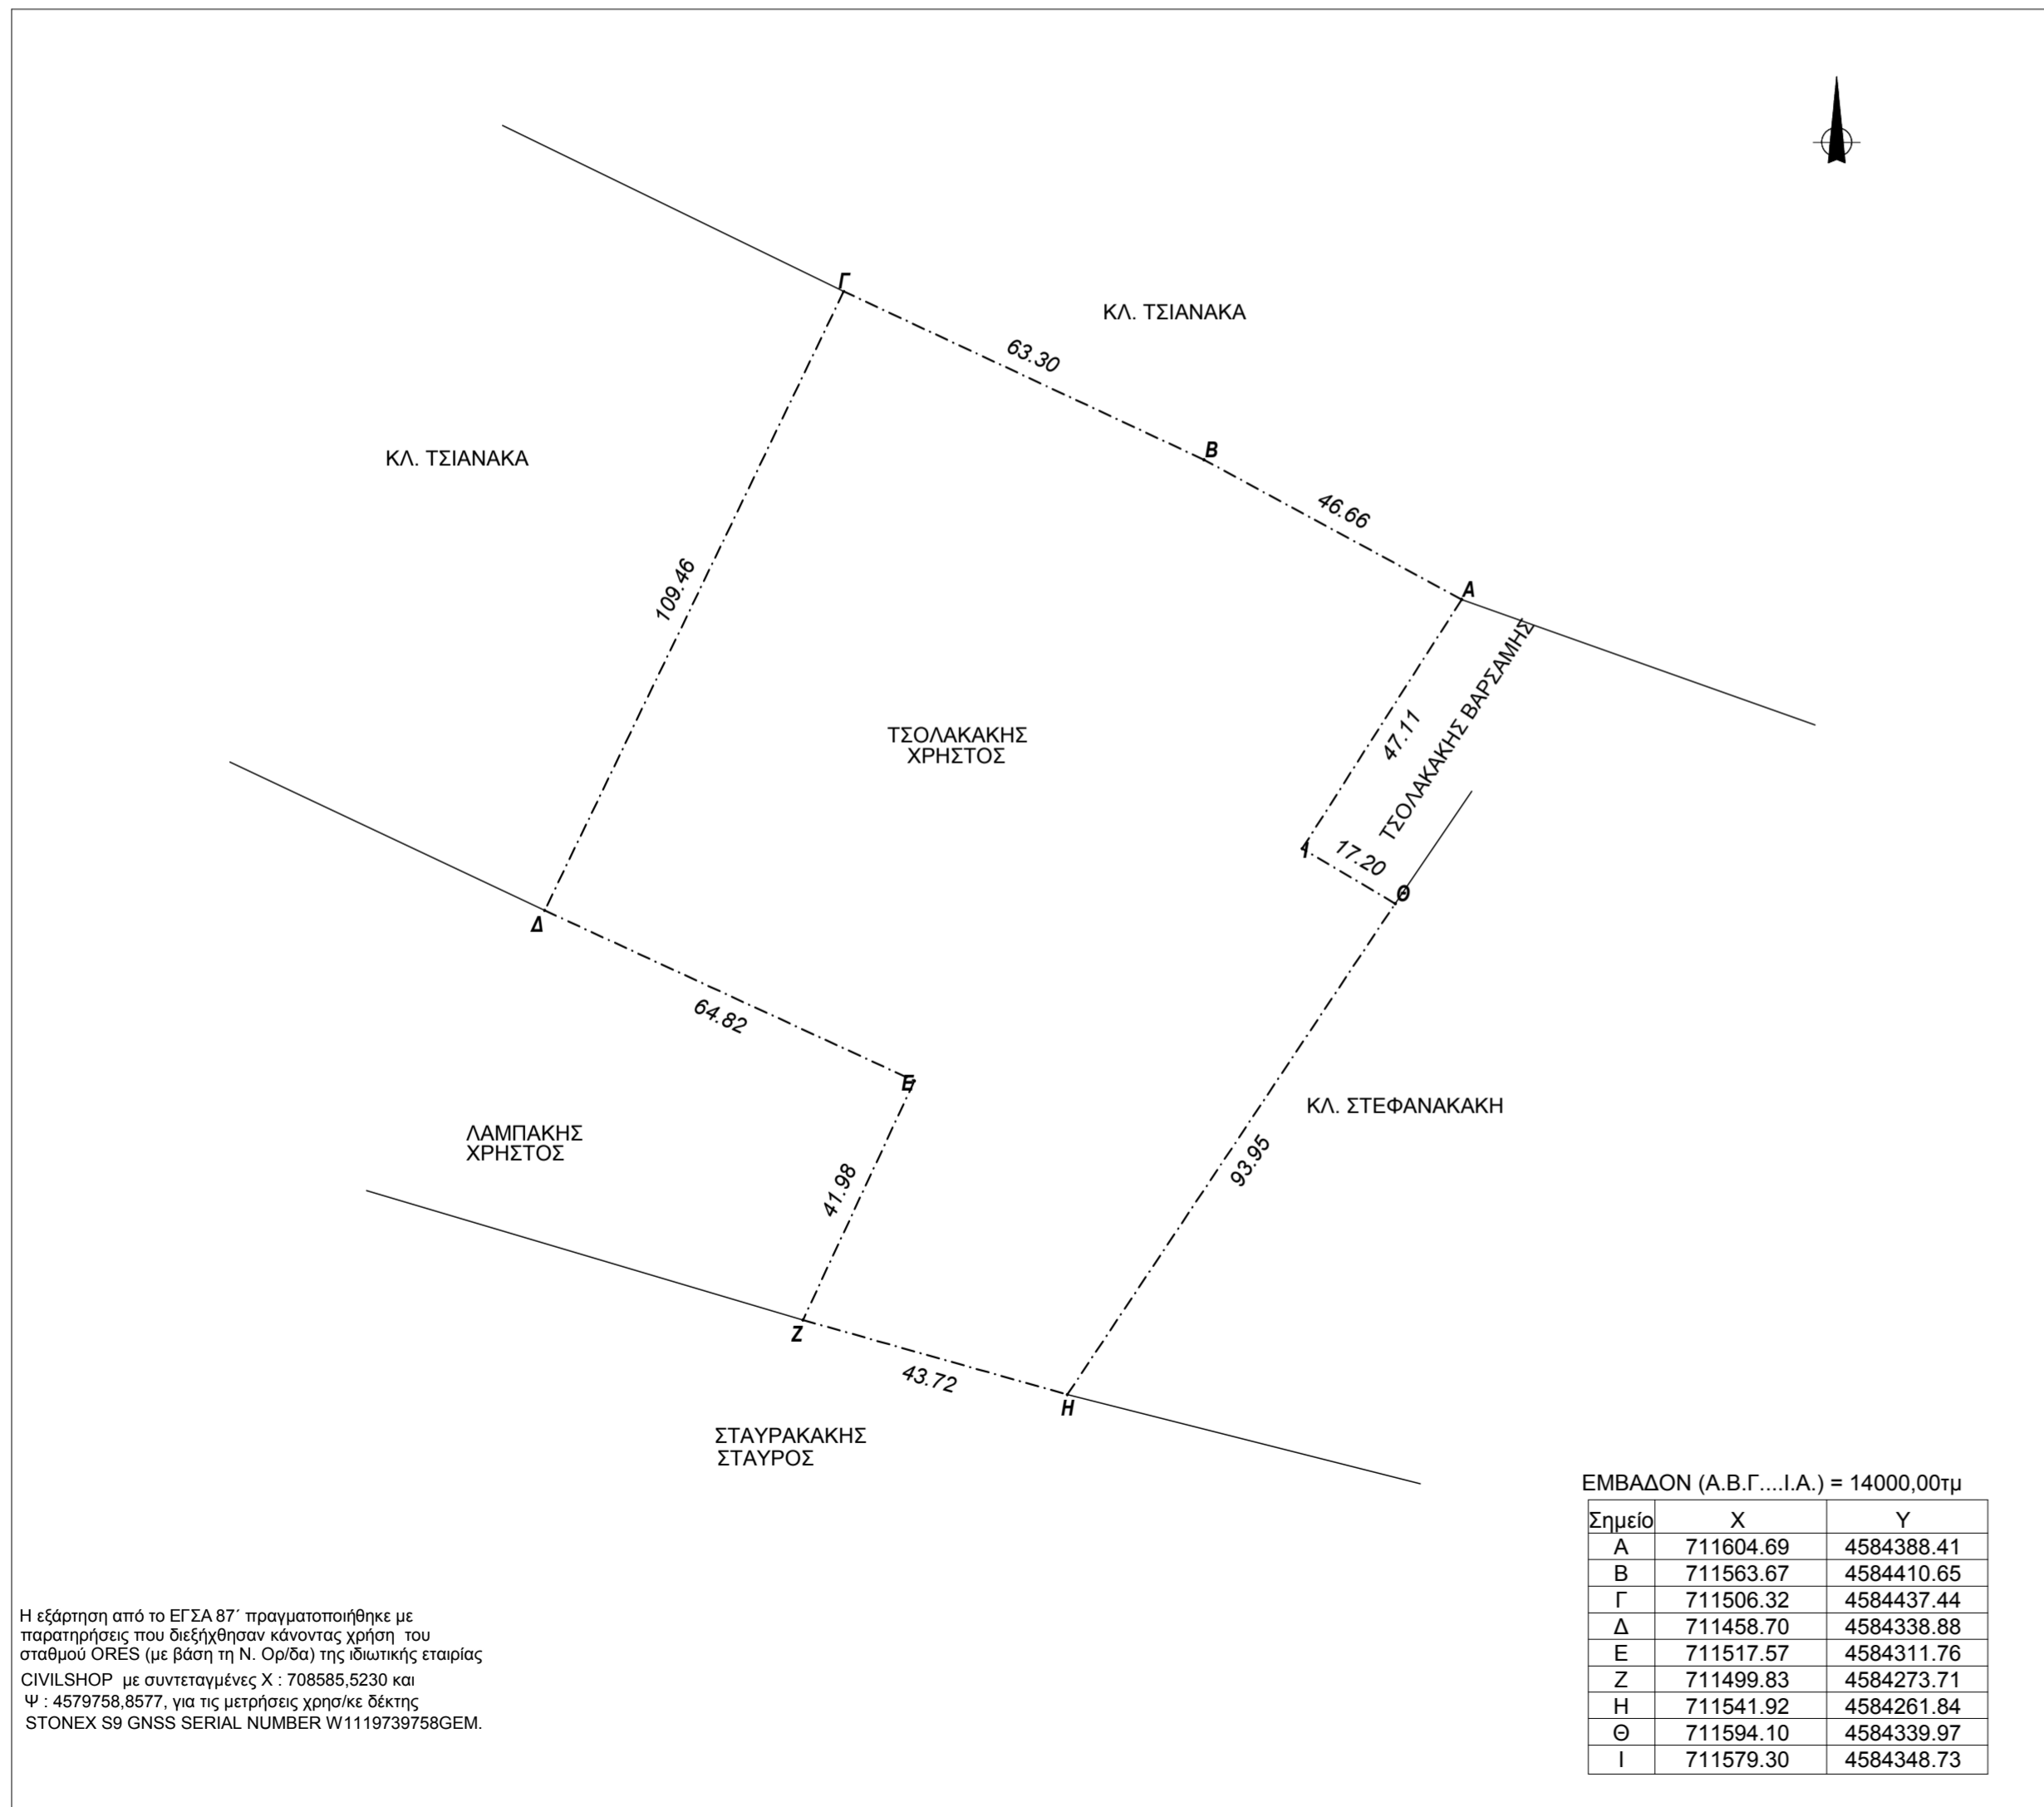 Γ
ΚΛ. ΤΣΙΑΝΑΚΑ
63.30
Β
ΚΛ. ΤΣΙΑΝΑΚΑ
46.66
Α
109.46
ΤΣΟΛΑΚΑΚΗΣ ΒΑΡΣΑΜΗΣ
47.11
ΤΣΟΛΑΚΑΚΗΣ
ΧΡΗΣΤΟΣ
Ι
17.20
Θ
Δ
64.82
Ε
ΚΛ. ΣΤΕΦΑΝΑΚΑΚΗ
ΛΑΜΠΑΚΗΣ
ΧΡΗΣΤΟΣ
93.95
41.98
Ζ
43.72
Η
ΣΤΑΥΡΑΚΑΚΗΣ
ΣΤΑΥΡΟΣ
ΕΜΒΑΔΟΝ (Α.Β.Γ....Ι.Α.) = 14000,00τμ
Σημείο X Y
Α 711604.69 4584388.41
Β 711563.67 4584410.65
Γ 711506.32 4584437.44
Δ 711458.70 4584338.88
Ε 711517.57 4584311.76
Ζ 711499.83 4584273.71
Η 711541.92 4584261.84
Θ 711594.10 4584339.97
Ι 711579.30 4584348.73
Η εξάρτηση από το ΕΓΣΑ 87΄ πραγματοποιήθηκε με
παρατηρήσεις που διεξήχθησαν κάνοντας χρήση του
σταθμού ORES (με βάση τη Ν. Ορ/δα) της ιδιωτικής εταιρίας
CIVILSHOP με συντεταγμένες Χ : 708585,5230 και
Ψ : 4579758,8577, για τις μετρήσεις χρησ/κε δέκτης
STONEX S9 GNSS SERIAL NUMBER W1119739758GEM.